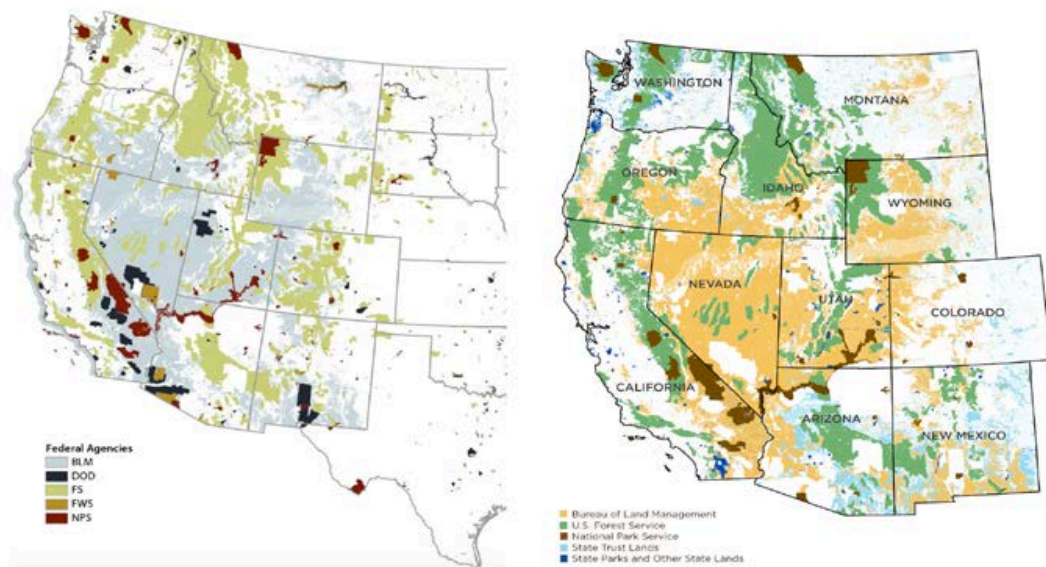 Federal Agencies
BLM
DOD
FS
FWS
NPS
WASHINGTON
MONTANA
OREGON
IDAHO
WYOMING
NEVADA
UTAH
COLORADO
CALIFORNIA
ARIZONA
NEW MEXICO
Bureau of Land Management
U.S. Forest Service
National Park Service
State Trust Lands
State Parks and Other State Lands